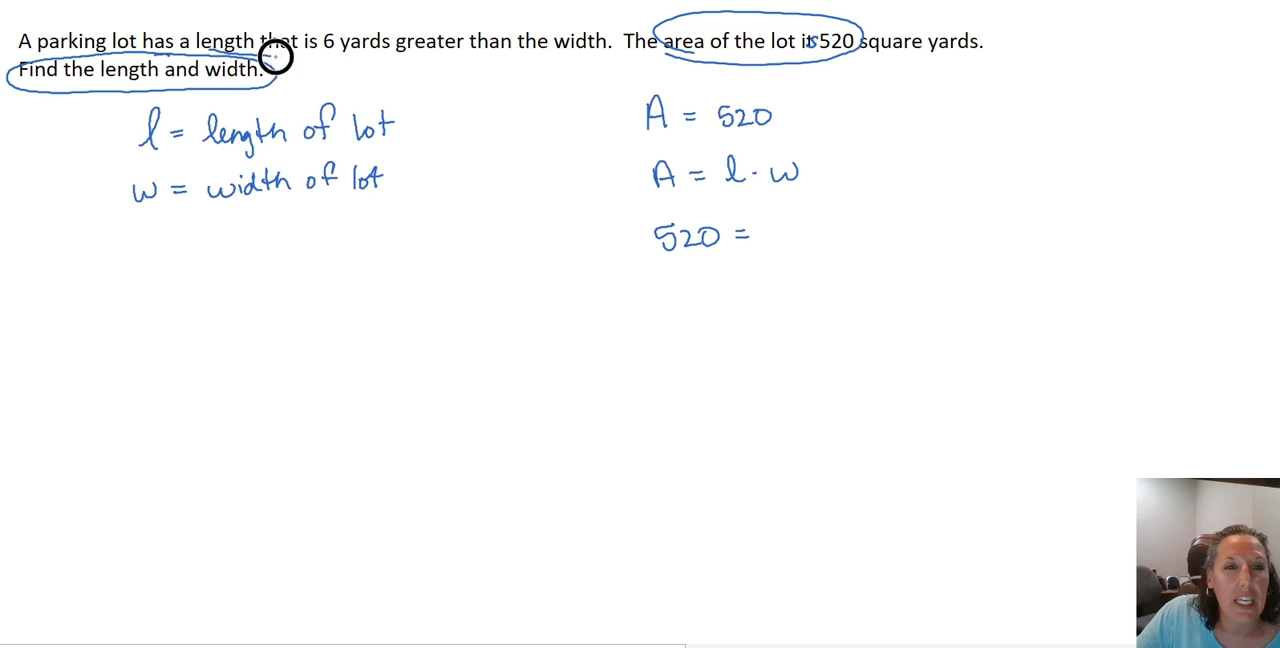 A parking lot has a length that is 6 yards greater than the width. The area of the lot is 520 square yards.
Find the length and width.
l = length of lot
w = width of lot
A = 520
A = l · w
520 =